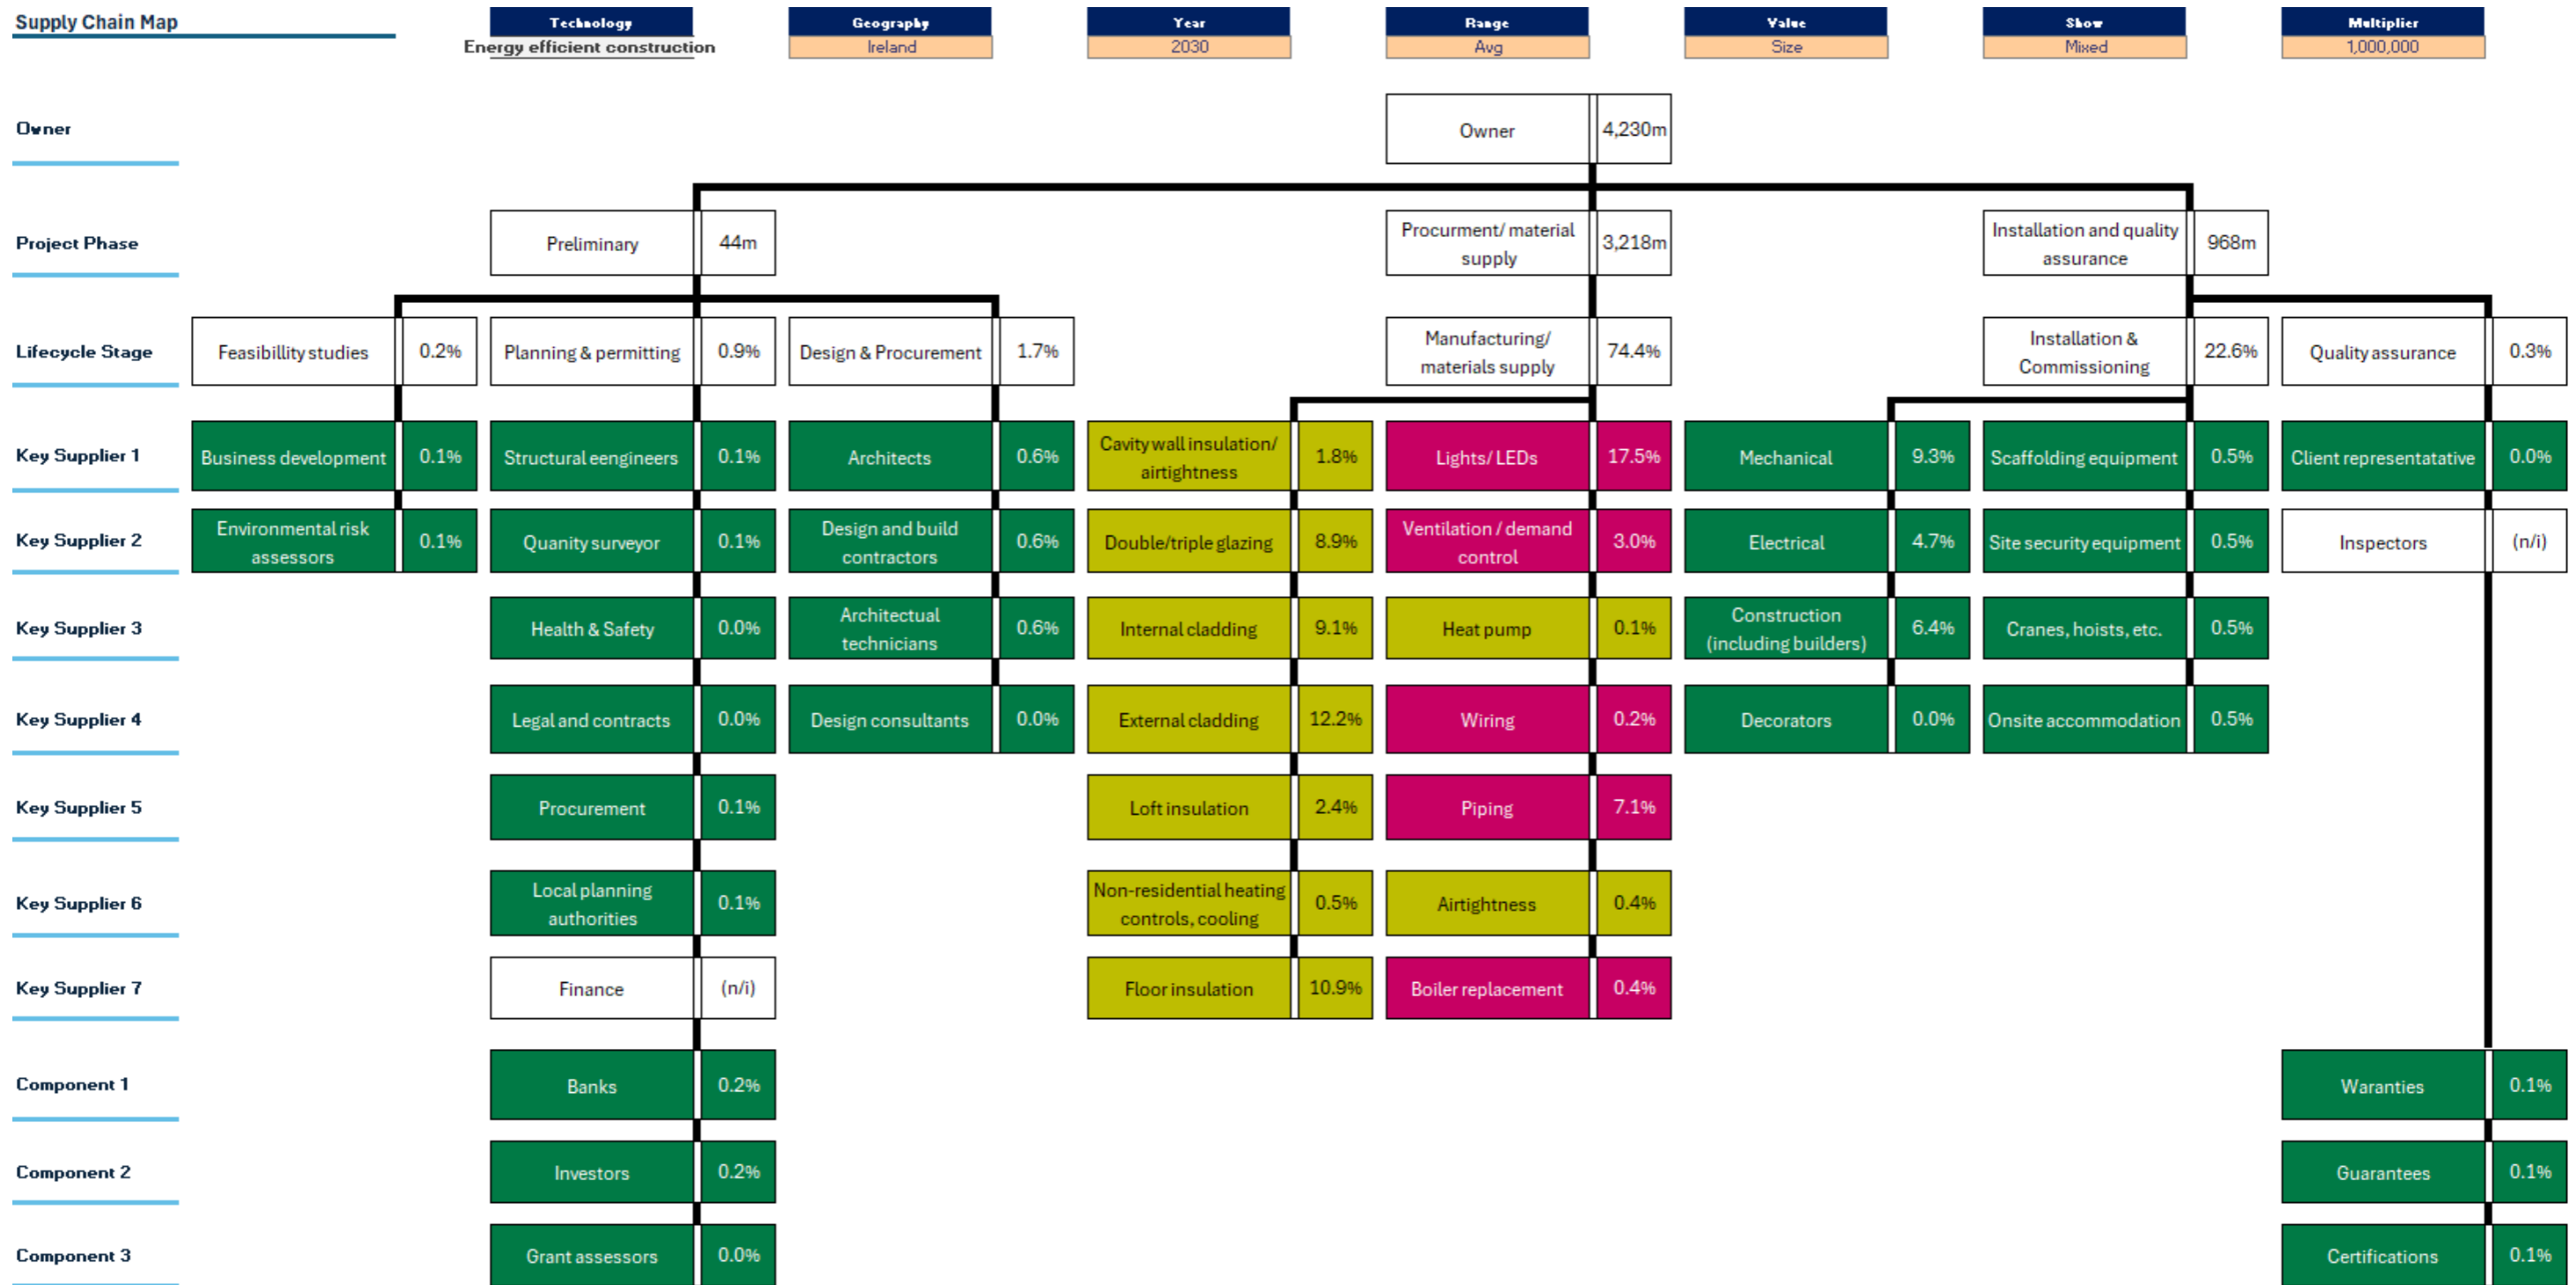 Supply Chain Map
Technology
Geography
Year
Range
Value
Show
Multiplier
Energy efficient construction
Ireland
2030
Avg
Size
Mixed
1,000,000
Owner
Owner
4,230m
Project Phase
Preliminary
44m
Procurment/ material
supply
3,218m
Installation and quality
assurance
968m
Lifecycle Stage
Feasibillity studies
0.2%
Planning & permitting
0.9%
Design & Procurement
1.7%
Manufacturing/
materials supply
74.4%
Installation &
Commissioning
22.6%
Quality assurance
0.3%
Key Supplier 1
Business development
0.1%
Structural eengineers
0.1%
Architects
0.6%
Cavity wall insulation/
airtightness
1.8%
Lights/ LEDs
17.5%
Mechanical
9.3%
Scaffolding equipment
0.5%
Client representatative
0.0%
Key Supplier 2
Environmental risk
assessors
0.1%
Quanity surveyor
0.1%
Design and build
contractors
0.6%
Double/triple glazing
8.9%
Ventilation / demand
control
3.0%
Electrical
4.7%
Site security equipment
0.5%
Inspectors
(n/i)
Key Supplier 3
Health & Safety
0.0%
Architectual
technicians
0.6%
Internal cladding
9.1%
Heat pump
0.1%
Construction
(including builders)
6.4%
Cranes, hoists, etc.
0.5%
Key Supplier 4
Legal and contracts
0.0%
Design consultants
0.0%
External cladding
12.2%
Wiring
0.2%
Decorators
0.0%
Onsite accommodation
0.5%
Key Supplier 5
Procurement
0.1%
Loft insulation
2.4%
Piping
7.1%
Key Supplier 6
Local planning
authorities
0.1%
Non-residential heating
controls, cooling
0.5%
Airtightness
0.4%
Key Supplier 7
Finance
(n/i)
Floor insulation
10.9%
Boiler replacement
0.4%
Component 1
Banks
0.2%
Waranties
0.1%
Component 2
Investors
0.2%
Guarantees
0.1%
Component 3
Grant assessors
0.0%
Certifications
0.1%